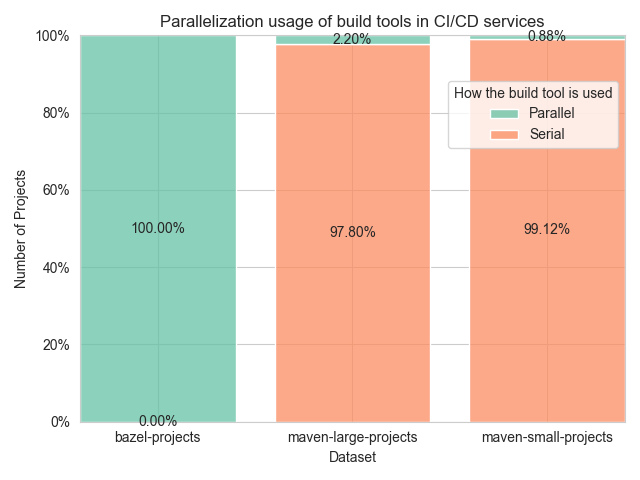 Parallelization usage of build tools in CI/CD services
100%
80%
60%
40%
20%
0%
Number of Projects
2.20%
0.88%
How the build tool is used
Parallel
Serial
100.00%
97.80%
99.12%
0.00%
bazel-projects
maven-large-projects
maven-small-projects
Dataset